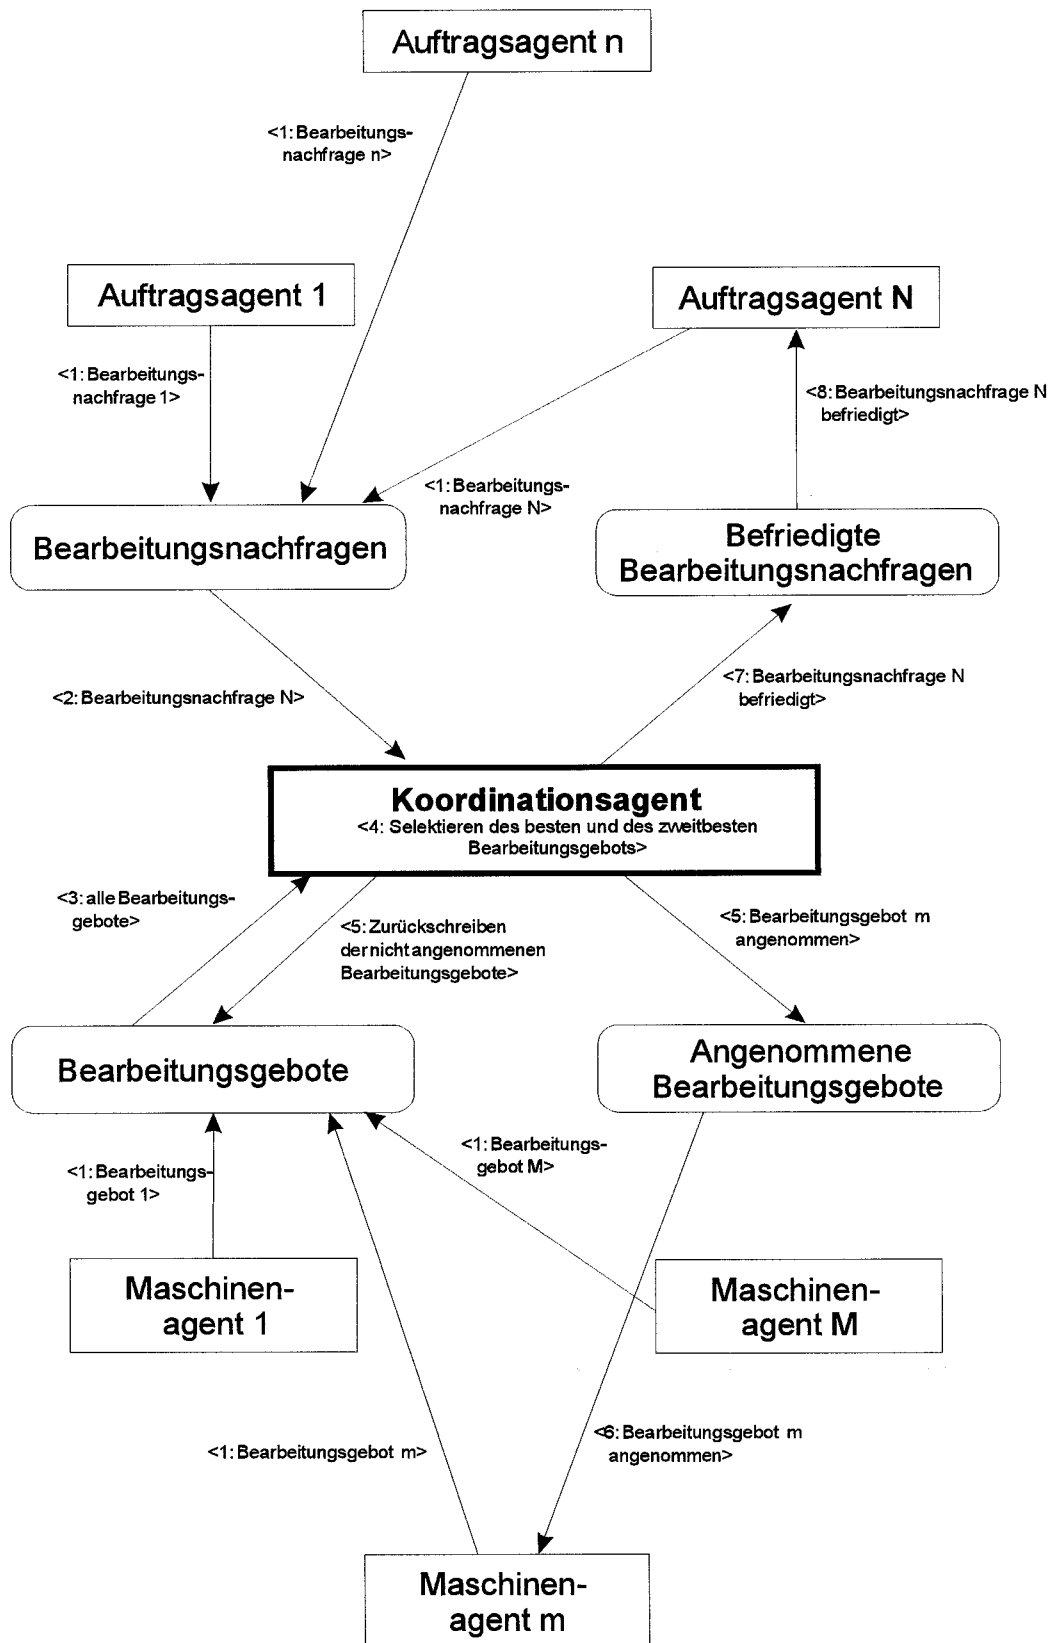 Auftragsagent n
<1: Bearbeitungs-
nachfrage n>
Auftragsagent 1
Auftragsagent N
<1: Bearbeitungs-
nachfrage 1>
<8: Bearbeitungsnachfrage N
befriedigt>
<1: Bearbeitungs-
nachfrage N>
Bearbeitungsnachfragen
Befriedigte
Bearbeitungsnachfragen
<2: Bearbeitungsnachfrage N>
<7: Bearbeitungsnachfrage N
befriedigt>
Koordinationsagent
<4: Selektieren des besten und des zweitbesten
Bearbeitungsgebots>
<3: alle Bearbeitungs-
gebote>
<5: Zurückschreiben
der nicht angenommenen
Bearbeitungsgebote>
<5: Bearbeitungsgebot m
angenommen>
Bearbeitungsgebote
Angenommene
Bearbeitungsgebote
<1: Bearbeitungs-
gebot 1>
<1: Bearbeitungs-
gebot M>
Maschinen-
agent 1
Maschinen-
agent M
<1: Bearbeitungsgebot m>
<6: Bearbeitungsgebot m
angenommen>
Maschinen-
agent m